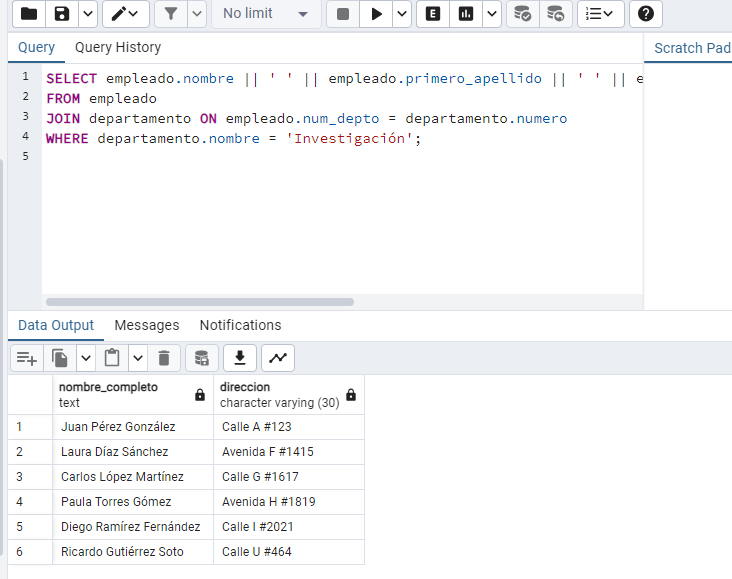 No limit
Query Query History Scratch Pad
1 SELECT empleado.nombre || ' ' || empleado.primero_apellido || ' ' || e
2 FROM empleado
3 JOIN departamento ON empleado.num_depto = departamento.numero
4 WHERE departamento.nombre = 'Investigación';
5
Data Output Messages Notifications
nombre_completo direccion
text character varying (30)
1 Juan Pérez González Calle A #123
2 Laura Díaz Sánchez Avenida F #1415
3 Carlos López Martínez Calle G #1617
4 Paula Torres Gómez Avenida H #1819
5 Diego Ramírez Fernández Calle I #2021
6 Ricardo Gutiérrez Soto Calle U #464